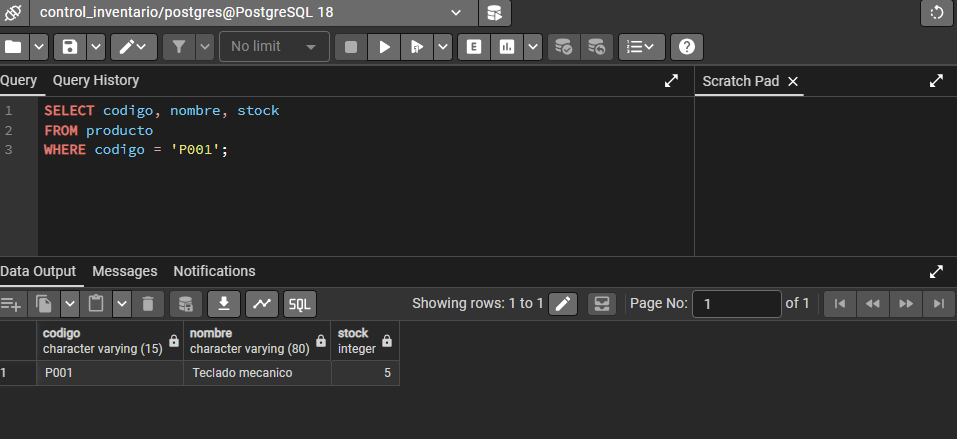 control_inventario/postgres@PostgreSQL 18
No limit
E
Query Query History
Scratch Pad
1 SELECT codigo, nombre, stock
2 FROM producto
3 WHERE codigo = 'P001';
Data Output Messages Notifications
SQL Showing rows: 1 to 1 Page No: 1 of 1
codigo nombre stock
character varying (15) character varying (80) integer
1 P001 Teclado mecanico 5